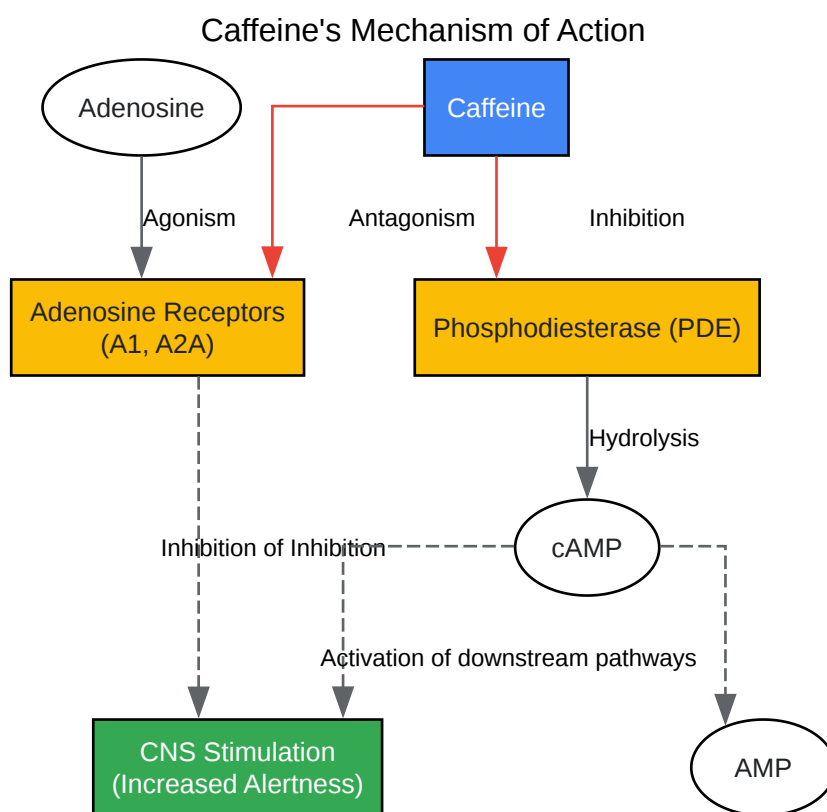 Caffeine's Mechanism of Action
Adenosine
Caffeine
Agonism
Antagonism
Inhibition
Adenosine Receptors
(A1, A2A)
Phosphodiesterase (PDE)
Hydrolysis
Inhibition of Inhibition
cAMP
Activation of downstream pathways
CNS Stimulation
(Increased Alertness)
AMP